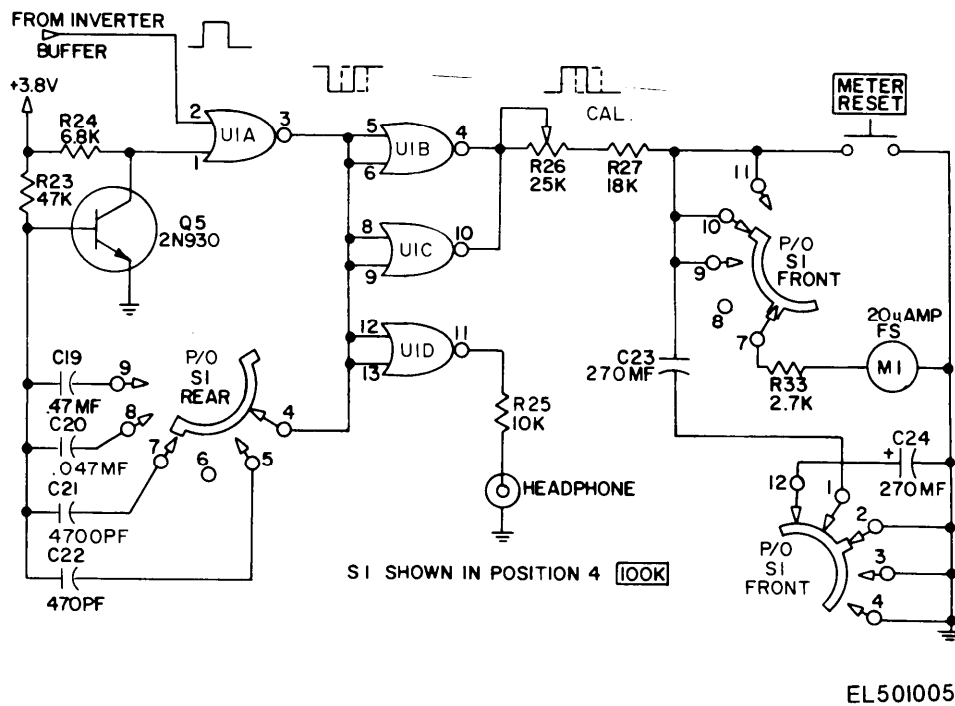 FROM INVERTER
BUFFER
+3.8V
R24
6.8K
R23
47K
Q5
2N930
2
1
U1A
3
5
6
U1B
4
8
9
U1C
10
12
13
U1D
11
R25
10K
HEADPHONE
CAL.
R26
25K
R27
18K
METER
RESET
11
10
9
8
7
P/O
S1
FRONT
20uAMP
FS
M1
R33
2.7K
C23
270MF
C24
+
270MF
12
1
2
3
4
P/O
S1
FRONT
C19
.47MF
9
C20
.047MF
8
C21
4700PF
7
C22
470PF
6
5
4
P/O
S1
REAR
S1 SHOWN IN POSITION 4 100K
EL501005